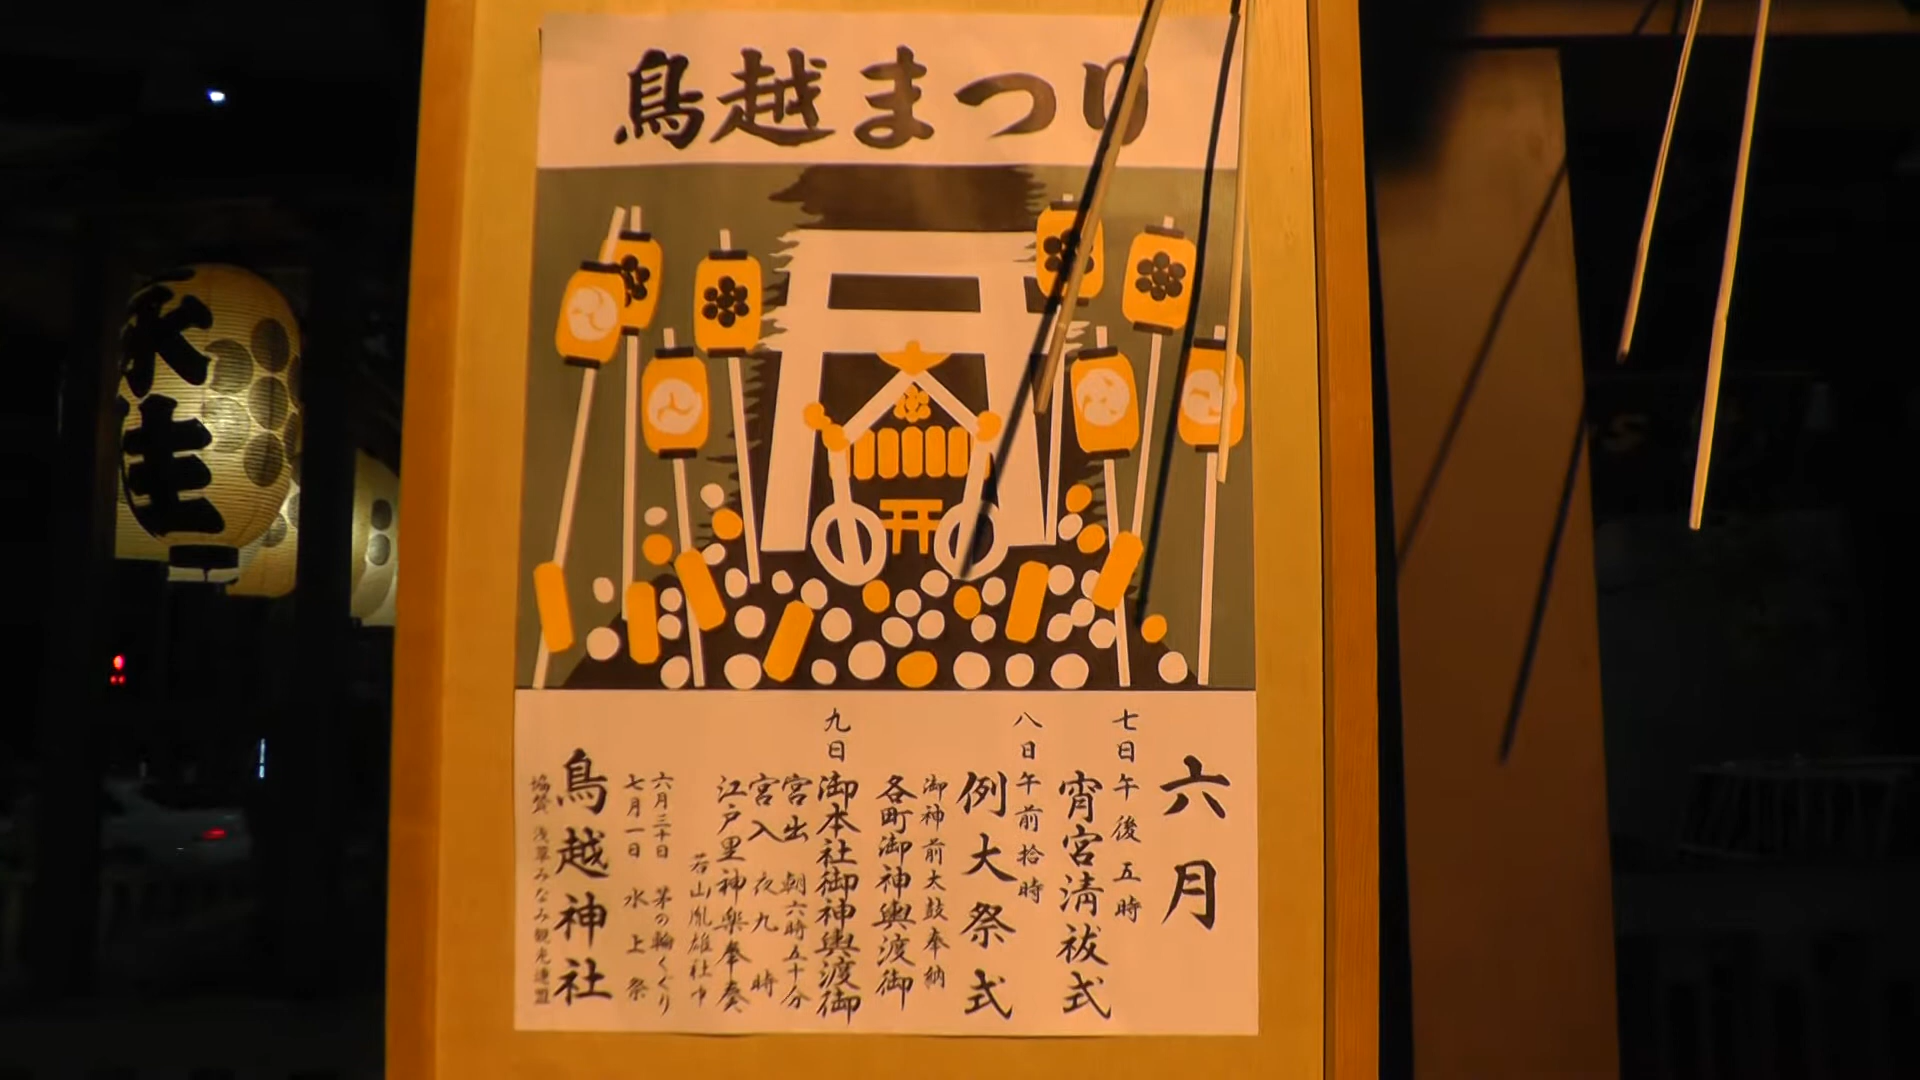 鳥越まつり
六月
七日午後五時
宵宮清祓式
八日午前拾時
例大祭式
御神前太鼓奉納
各町御神輿渡御
九日
御本社御神輿渡御
宮出 朝六時五十分
宮入 夜九時
江戸里神楽奉奏
若山胤雄社中
六月三十日 茅の輪くぐり
七月一日 水上祭
鳥越神社
協賛 浅草みなみ観光連盟